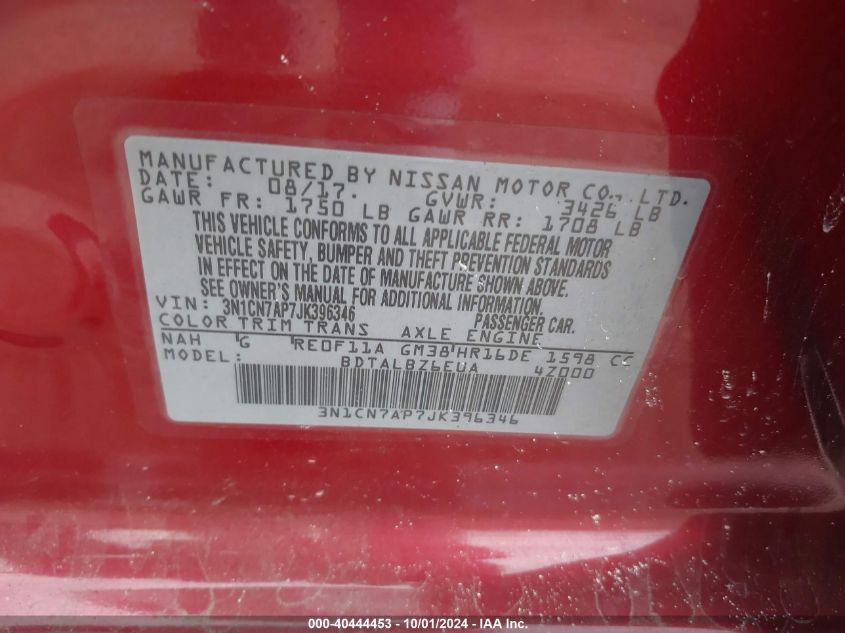 MANUFACTURED BY NISSAN MOTOR CO., LTD.
DATE: 08/17. GVWR: 3426 LB
GAWR FR: 1750 LB GAWR RR: 1708 LB
THIS VEHICLE CONFORMS TO ALL APPLICABLE FEDERAL MOTOR
VEHICLE SAFETY, BUMPER AND THEFT PREVENTION STANDARDS
IN EFFECT ON THE DATE OF MANUFACTURE SHOWN ABOVE.
SEE OWNER'S MANUAL FOR ADDITIONAL INFORMATION.
VIN: 3N1CN7AP7JK396346 PASSENGER CAR.
COLOR TRIM TRANS AXLE ENGINE
NAH G RE0F11A GM38 HR16DE 1598 CC
MODEL: BDTALBZ6EUA 4Z000
3N1CN7AP7JK396346
000-40444453 - 10/01/2024 - IAA Inc.